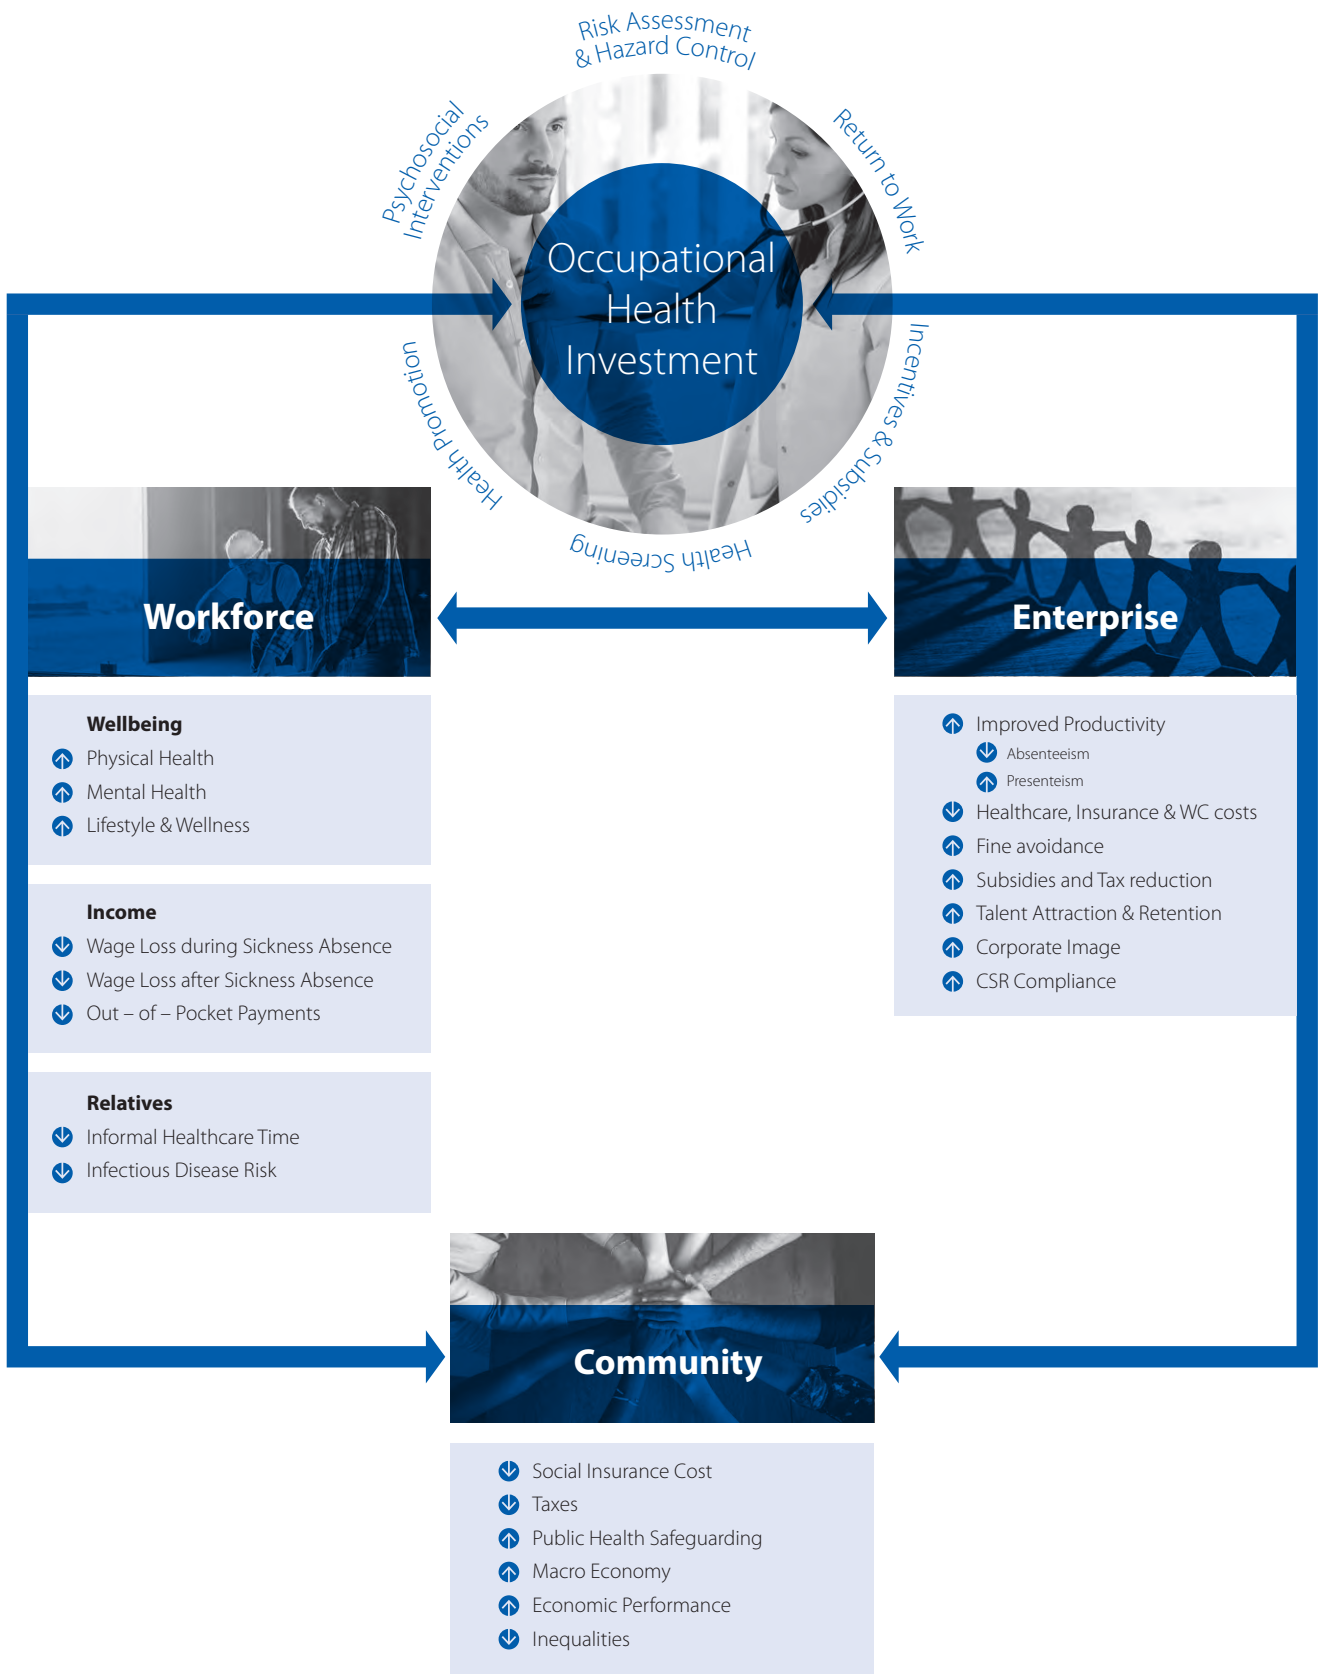 Risk Assessment
& Hazard Control
Psychosocial
Interventions
Return to Work
Occupational
Health
Investment
Health Promotion
Incentives & Subsidies
Health Screening
Workforce
Enterprise
Wellbeing
Physical Health
Mental Health
Lifestyle & Wellness
Income
Wage Loss during Sickness Absence
Wage Loss after Sickness Absence
Out – of – Pocket Payments
Relatives
Informal Healthcare Time
Infectious Disease Risk
Improved Productivity
Absenteeism
Presenteism
Healthcare, Insurance & WC costs
Fine avoidance
Subsidies and Tax reduction
Talent Attraction & Retention
Corporate Image
CSR Compliance
Community
Social Insurance Cost
Taxes
Public Health Safeguarding
Macro Economy
Economic Performance
Inequalities